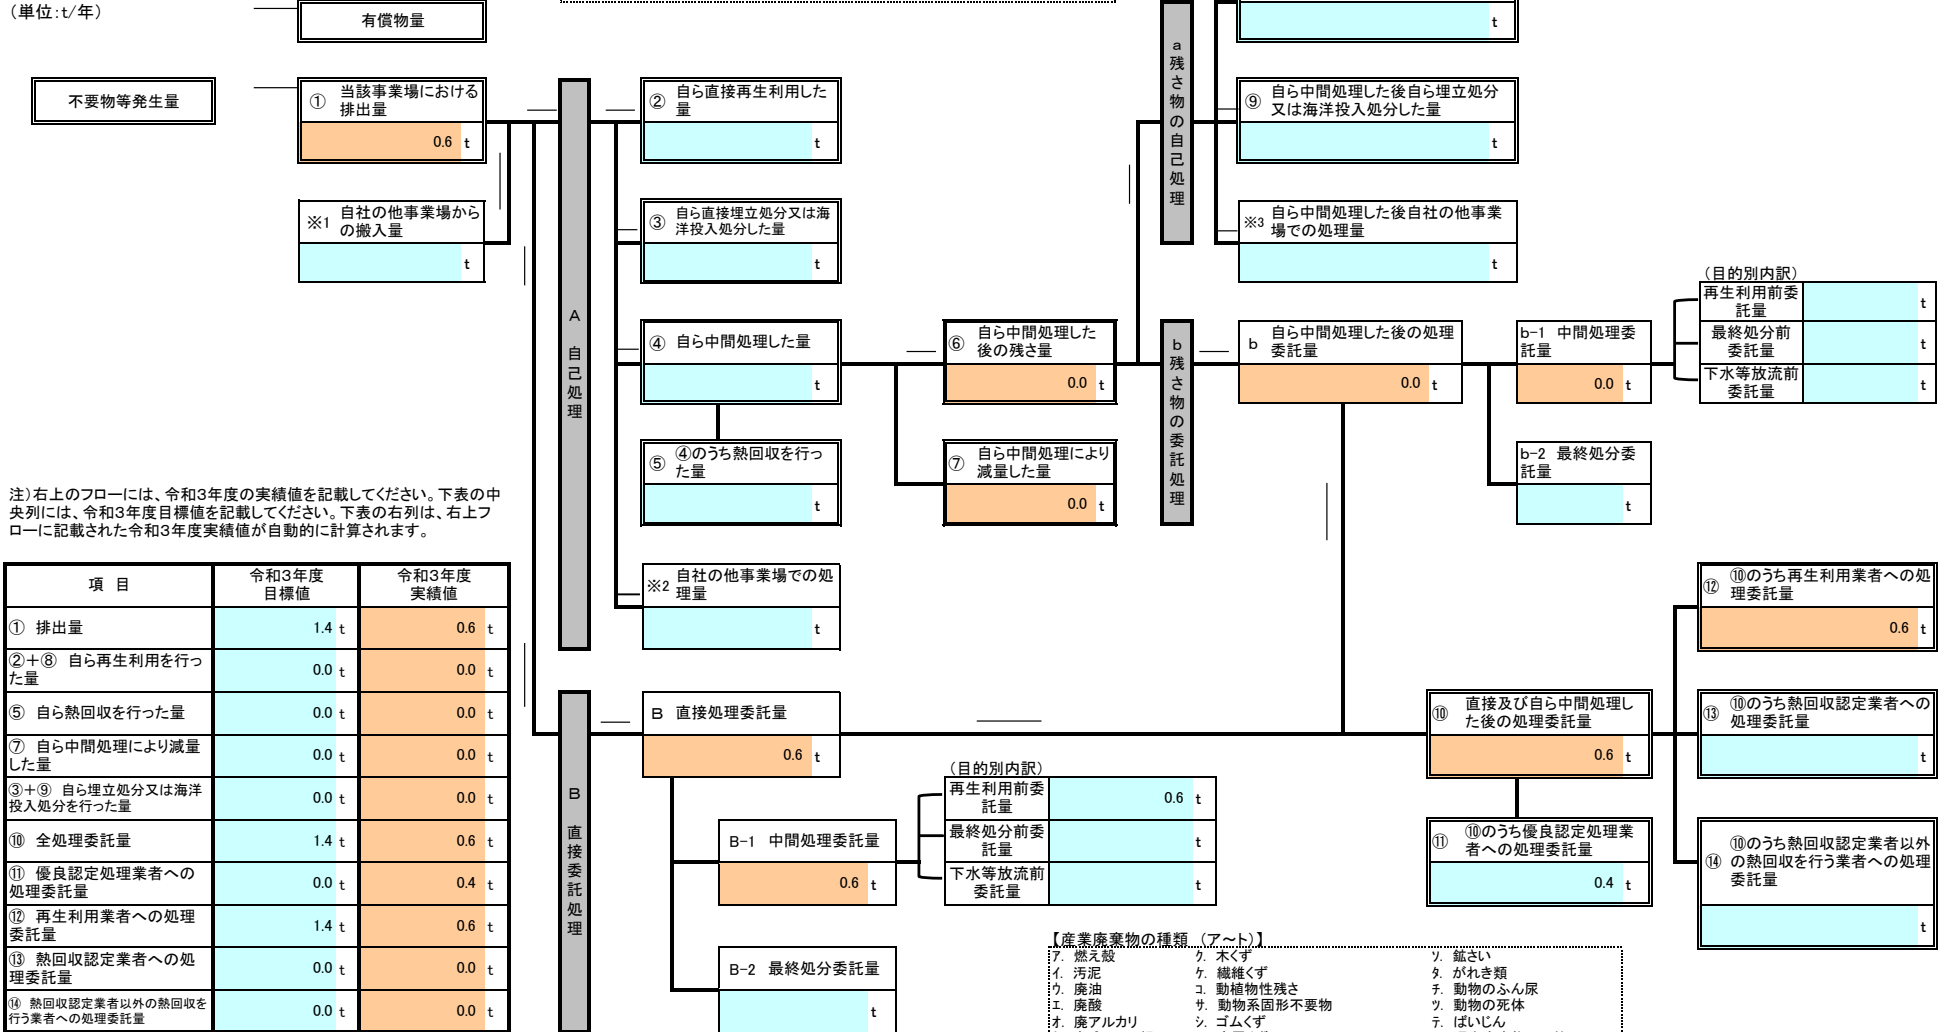 （単位：t/年）
有償物量
t
不要物等発生量
① 当該事業場における
排出量
0.6 t
② 自ら直接再生利用した
量
t
a 残さ物の自己処理
⑨ 自ら中間処理した後自ら埋立処分
又は海洋投入処分した量
t
※1 自社の他事業場から
の搬入量
t
③ 自ら直接埋立処分又は海
洋投入処分した量
t
※3 自ら中間処理した後自社の他事業
場での処理量
t
A 自己処理
④ 自ら中間処理した量
t
⑥ 自ら中間処理した
後の残さ量
0.0 t
b 残さ物の委託処理
b 自ら中間処理した後の処理
委託量
0.0 t
b-1 中間処理委
託量
0.0 t
（目的別内訳）
再生利用前委
託量
t
最終処分前
委託量
t
下水等放流前
委託量
t
⑤ ④のうち熱回収を行っ
た量
t
⑦ 自ら中間処理により
減量した量
0.0 t
b-2 最終処分委
託量
t
注）右上のフローには、令和3年度の実績値を記載してください。下表の中
央列には、令和3年度目標値を記載してください。下表の右列は、右上フ
ローに記載された令和3年度実績値が自動的に計算されます。
※2 自社の他事業場での処
理量
t
項 目 令和3年度
目標値 令和3年度
実績値
① 排出量 1.4 t 0.6 t
②＋⑧ 自ら再生利用を行っ
た量 0.0 t 0.0 t
⑤ 自ら熱回収を行った量 0.0 t 0.0 t
⑦ 自ら中間処理により減量
した量 0.0 t 0.0 t
③＋⑨ 自ら埋立処分又は海洋
投入処分を行った量 0.0 t 0.0 t
⑩ 全処理委託量 1.4 t 0.6 t
⑪ 優良認定処理業者への
処理委託量 0.0 t 0.4 t
⑫ 再生利用業者への処理
委託量 1.4 t 0.6 t
⑬ 熱回収認定業者への処
理委託量 0.0 t 0.0 t
⑭ 熱回収認定業者以外の熱回収を
行う業者への処理委託量 0.0 t 0.0 t
B 直接委託処理
B 直接処理委託量
0.6 t
（目的別内訳）
再生利用前委
託量
0.6 t
最終処分前委
託量
t
下水等放流前
委託量
t
B-1 中間処理委託量
0.6 t
B-2 最終処分委託量
t
⑩ 直接及び自ら中間処理し
た後の処理委託量
0.6 t
⑪ ⑩のうち優良認定処理業
者への処理委託量
0.4 t
⑫ ⑩のうち再生利用業者への処
理委託量
0.6 t
⑬ ⑩のうち熱回収認定業者への
処理委託量
t
⑭ ⑩のうち熱回収認定業者以外
の熱回収を行う業者への処理
委託量
t
【産業廃棄物の種類 （ア～ト）】
ア. 燃え殻 ク. 木くず ソ. 鉱さい
イ. 汚泥 ケ. 繊維くず タ. がれき類
ウ. 廃油 コ. 動植物性残さ チ. 動物のふん尿
エ. 廃酸 サ. 動物系固形不要物 ツ. 動物の死体
オ. 廃アルカリ シ. ゴムくず テ. ばいじん